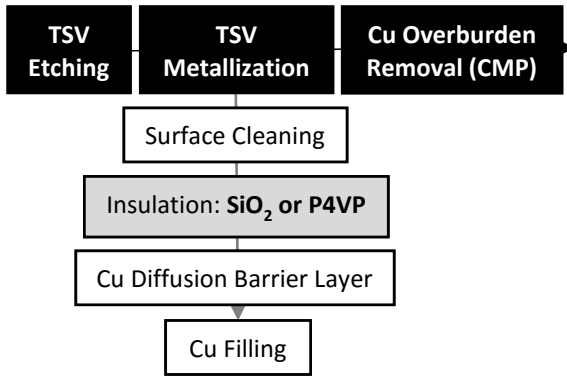 TSV
Etching
TSV
Metallization
Cu Overburden
Removal (CMP)
Surface Cleaning
Insulation: SiO₂ or P4VP
Cu Diffusion Barrier Layer
Cu Filling